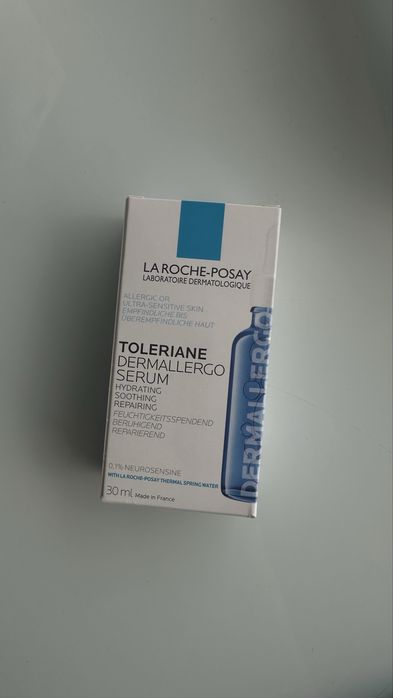 LA ROCHE-POSAY
LABORATOIRE DERMATOLOGIQUE
ALLERGIC OR
ULTRA-SENSITIVE SKIN
EMPFINDLICHE BIS
ÜBEREMPFINDLICHE HAUT
TOLERIANE
DERMALLERGO
SERUM
HYDRATING
SOOTHING
REPAIRING
FEUCHTIGKEITSSPENDEND
BERUHIGEND
REPARIEREND
0,1% NEUROSENSINE
WITH LA ROCHE-POSAY THERMAL SPRING WATER
30 ml Made in France
DERMALLERGO